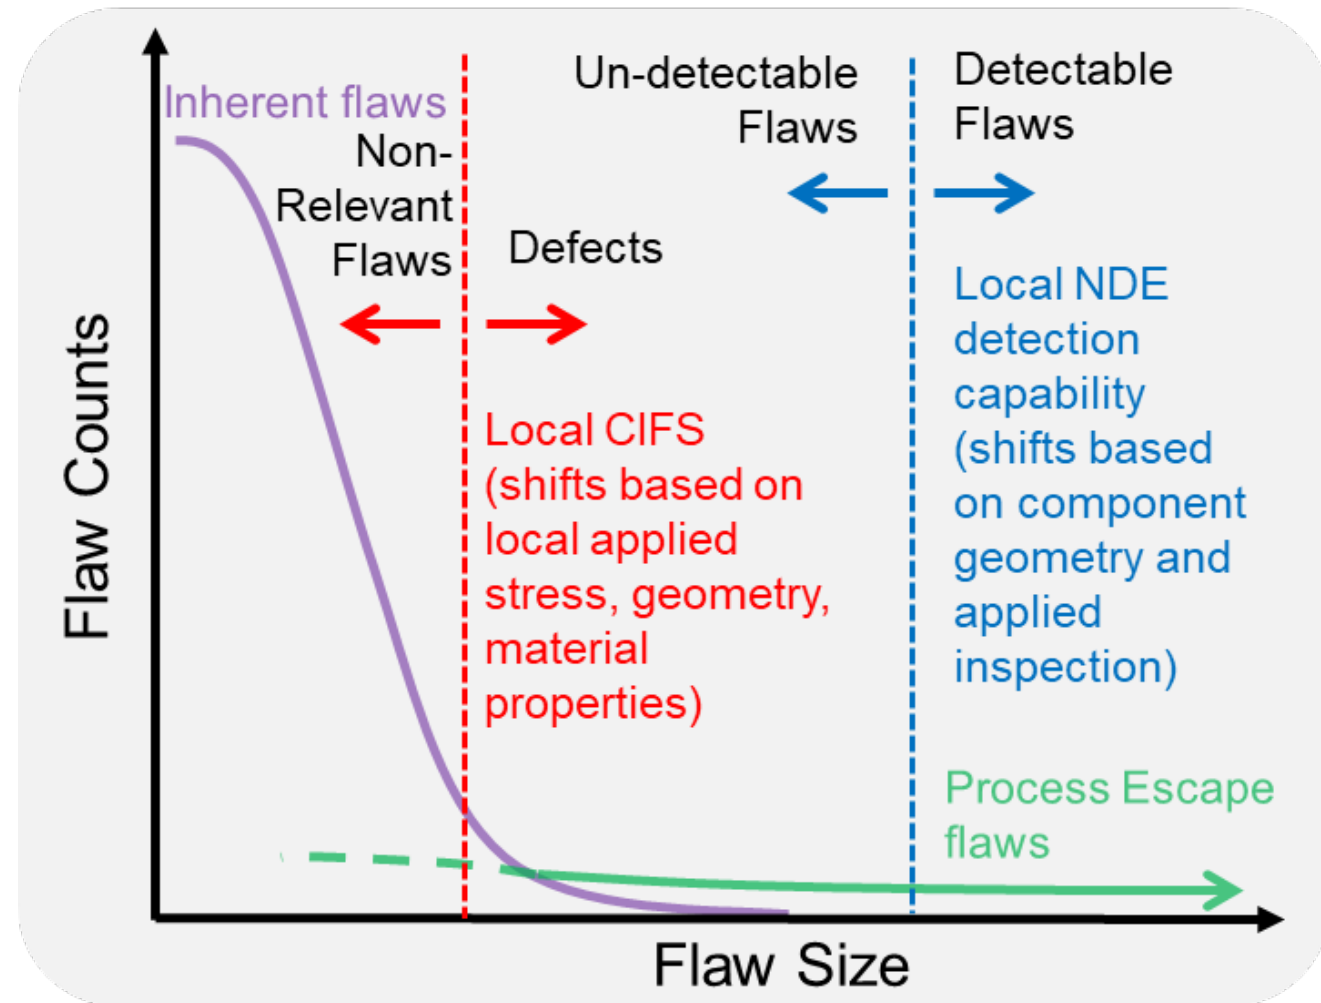 Inherent flaws
Non-
Relevant
Flaws
Defects
Un-detectable
Flaws
Detectable
Flaws
Local CIFS
(shifts based on
local applied
stress, geometry,
material
properties)
Local NDE
detection
capability
(shifts based
on component
geometry and
applied
inspection)
Process Escape
flaws
Flaw Counts
Flaw Size